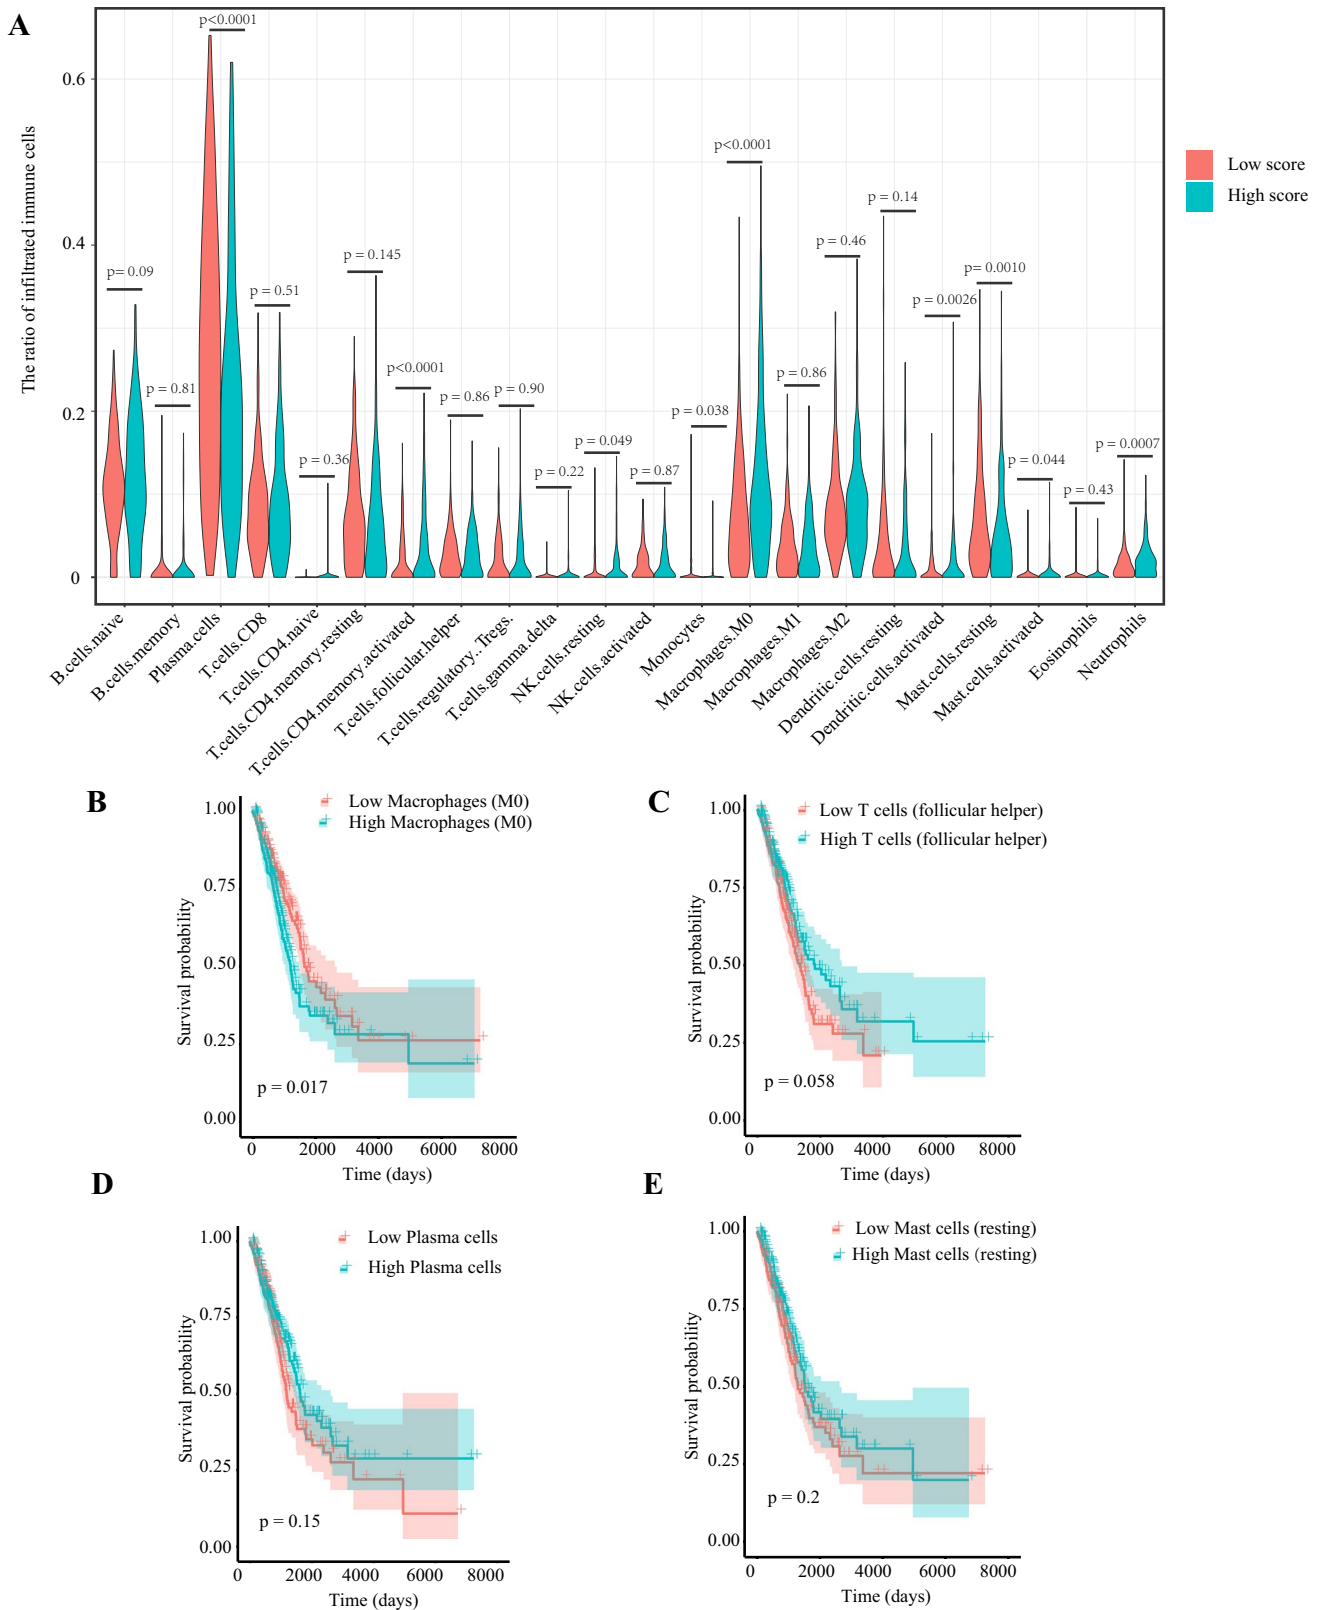 A
The ratio of infiltrated immune cells
0.6
0.4
0.2
0
p= 0.09
p = 0.81
p<0.0001
p = 0.51
p = 0.36
p = 0.145
p<0.0001
p = 0.86
p = 0.90
p = 0.22
p = 0.049
p = 0.87
p = 0.038
p<0.0001
p = 0.86
p = 0.46
p = 0.14
p = 0.0026
p= 0.0010
p = 0.044
p = 0.43
p = 0.0007
Low score
High score
B.cells.naive
B.cells.memory
Plasma.cells
T.cells.CD8
T.cells.CD4.naive
T.cells.CD4.memory.resting
T.cells.CD4.memory.activated
T.cells.follicular.helper
T.cells.regulatory..Tregs.
T.cells.gamma.delta
NK.cells.resting
NK.cells.activated
Monocytes
Macrophages.M0
Macrophages.M1
Macrophages.M2
Dendritic.cells.resting
Dendritic.cells.activated
Mast.cells.resting
Mast.cells.activated
Eosinophils
Neutrophils
B
Low Macrophages (M0)
High Macrophages (M0)
Survival probability
1.00
0.75
0.50
0.25
0.00
p = 0.017
0 2000 4000 6000 8000
Time (days)
C
Low T cells (follicular helper)
High T cells (follicular helper)
Survival probability
1.00
0.75
0.50
0.25
0.00
p = 0.058
0 2000 4000 6000 8000
Time (days)
D
Low Plasma cells
High Plasma cells
Survival probability
1.00
0.75
0.50
0.25
0.00
p = 0.15
0 2000 4000 6000 8000
Time (days)
E
Low Mast cells (resting)
High Mast cells (resting)
Survival probability
1.00
0.75
0.50
0.25
0.00
p = 0.2
0 2000 4000 6000 8000
Time (days)